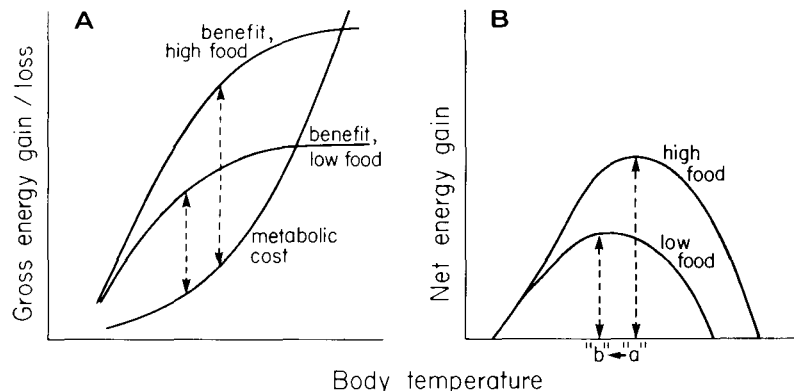 A
Gross energy gain / loss
benefit,
high food
benefit,
low food
metabolic
cost
B
Net energy gain
high
food
low
food
"b" ← "a"
Body temperature